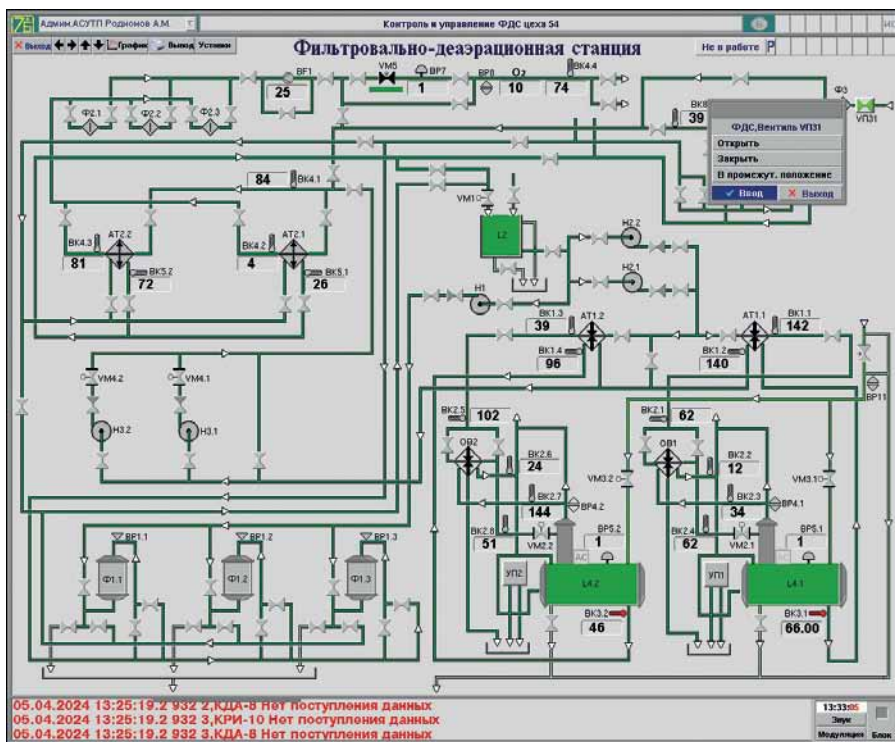 Админ.АСУТП Родионов А.М.
Контроль и управление ФДС цеха 54
Выход График Вывод Уставки
Фильтровально-деаэрационная станция
Не в работе Р
BF1 VM5 BP7 BP8 O₂ BK4.4 Ф3
25 1 10 74
Ф2.1 Ф2.2 Ф2.3
39
VП31
ФДС,Вентиль VП31
Открыть
Закрыть
В промежут. положение
Ввод Выход
84 BK4.1
VM1 L2
H2.2
H2.1
H1
BK4.3 AT2.2 BK4.2 AT2.1
81 4
BK5.2 BK5.1
72 26
BK1.3 AT1.2 AT1.1 BK1.1
39 142
BK1.4 BK1.2
96 140
VM4.2 VM4.1
BP11
H3.2 H3.1
BK2.5 102 BK2.1 62
OB2 BK2.6 OB1 BK2.2
24 12
VM3.2 VM3.1
BK2.7 BP4.2 BK2.3 BP4.1
144 34
BK2.8 BP5.2 BK2.4 BP5.1
51 VM2.2 1 62 VM2.1 1
AC AC
BP1.1 BP1.2 BP1.3
Ф1.1 Ф1.2 Ф1.3
УП2 L4.2 УП1 L4.1
BK3.2 BK3.1
46 66.00
05.04.2024 13:25:19.2 932 2,КДА-8 Нет поступления данных
05.04.2024 13:25:19.2 932 3,КРИ-10 Нет поступления данных
05.04.2024 13:25:19.2 932 3,КДА-8 Нет поступления данных
13:33:05
Звук
Модуляция Блок